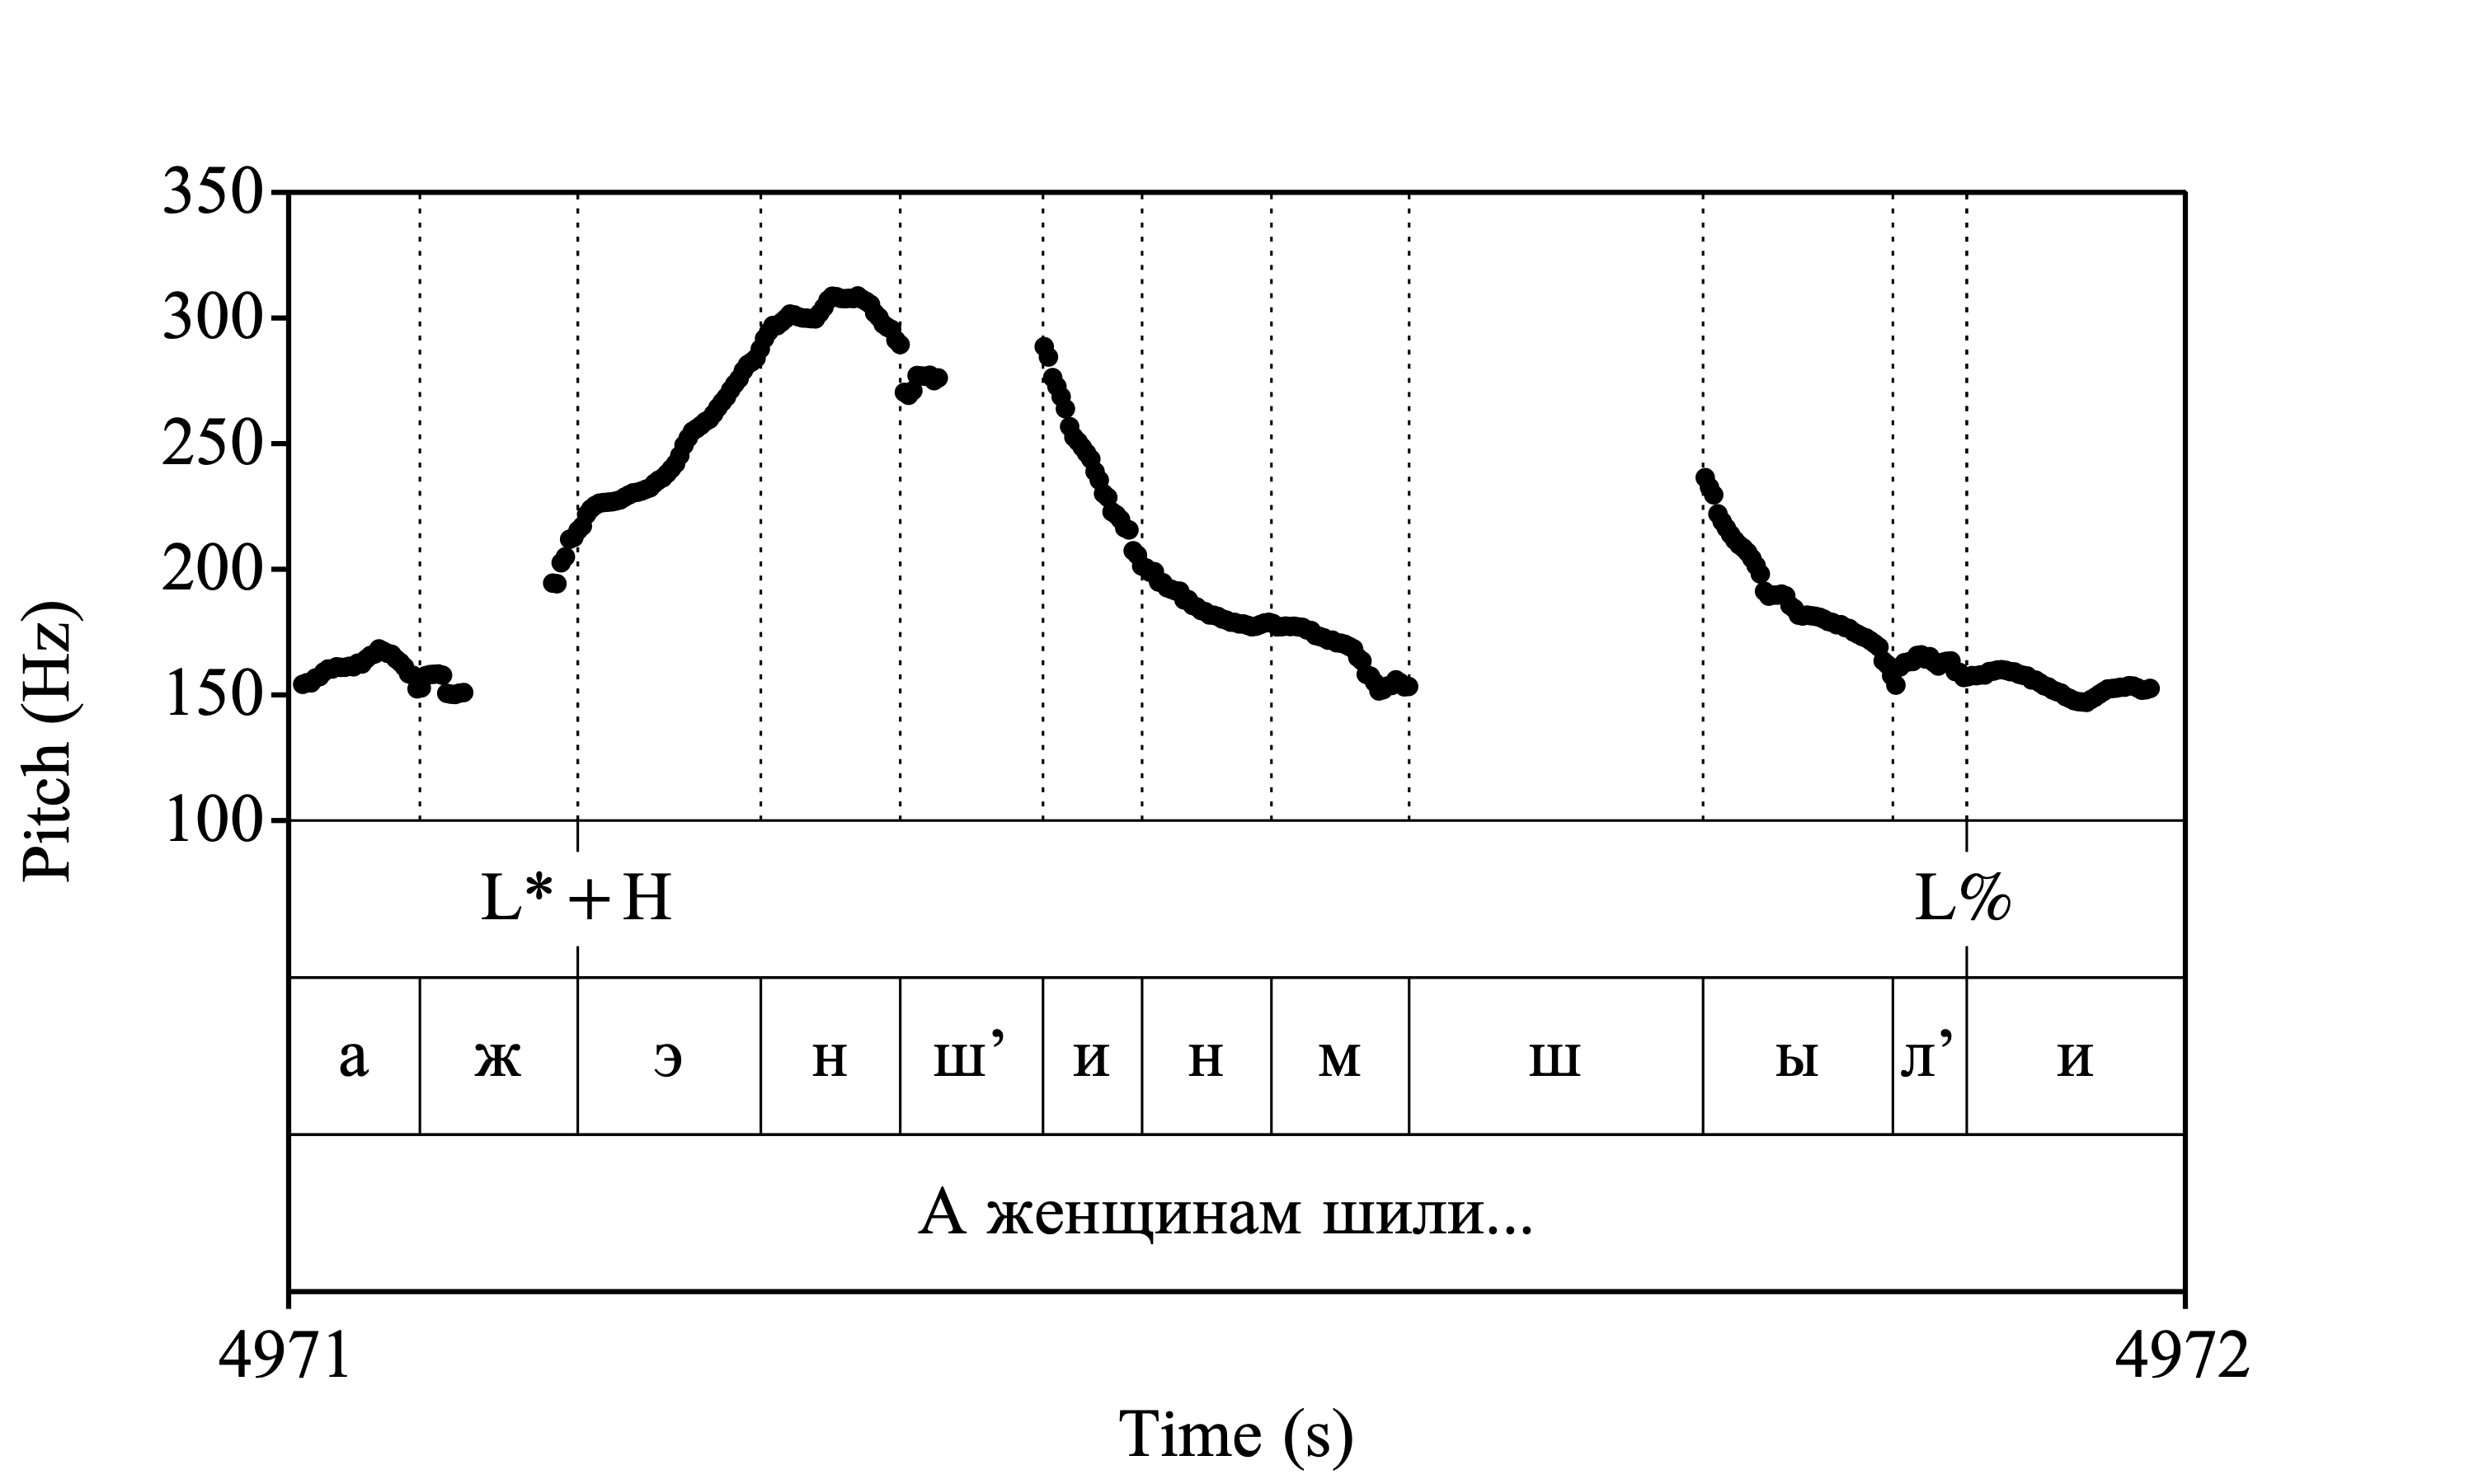 350
300
250
200
150
100
Pitch (Hz)
L*+H L%
а ж э н ш’ и н м ш ы л’ и
А женщинам шили...
4971 4972
Time (s)